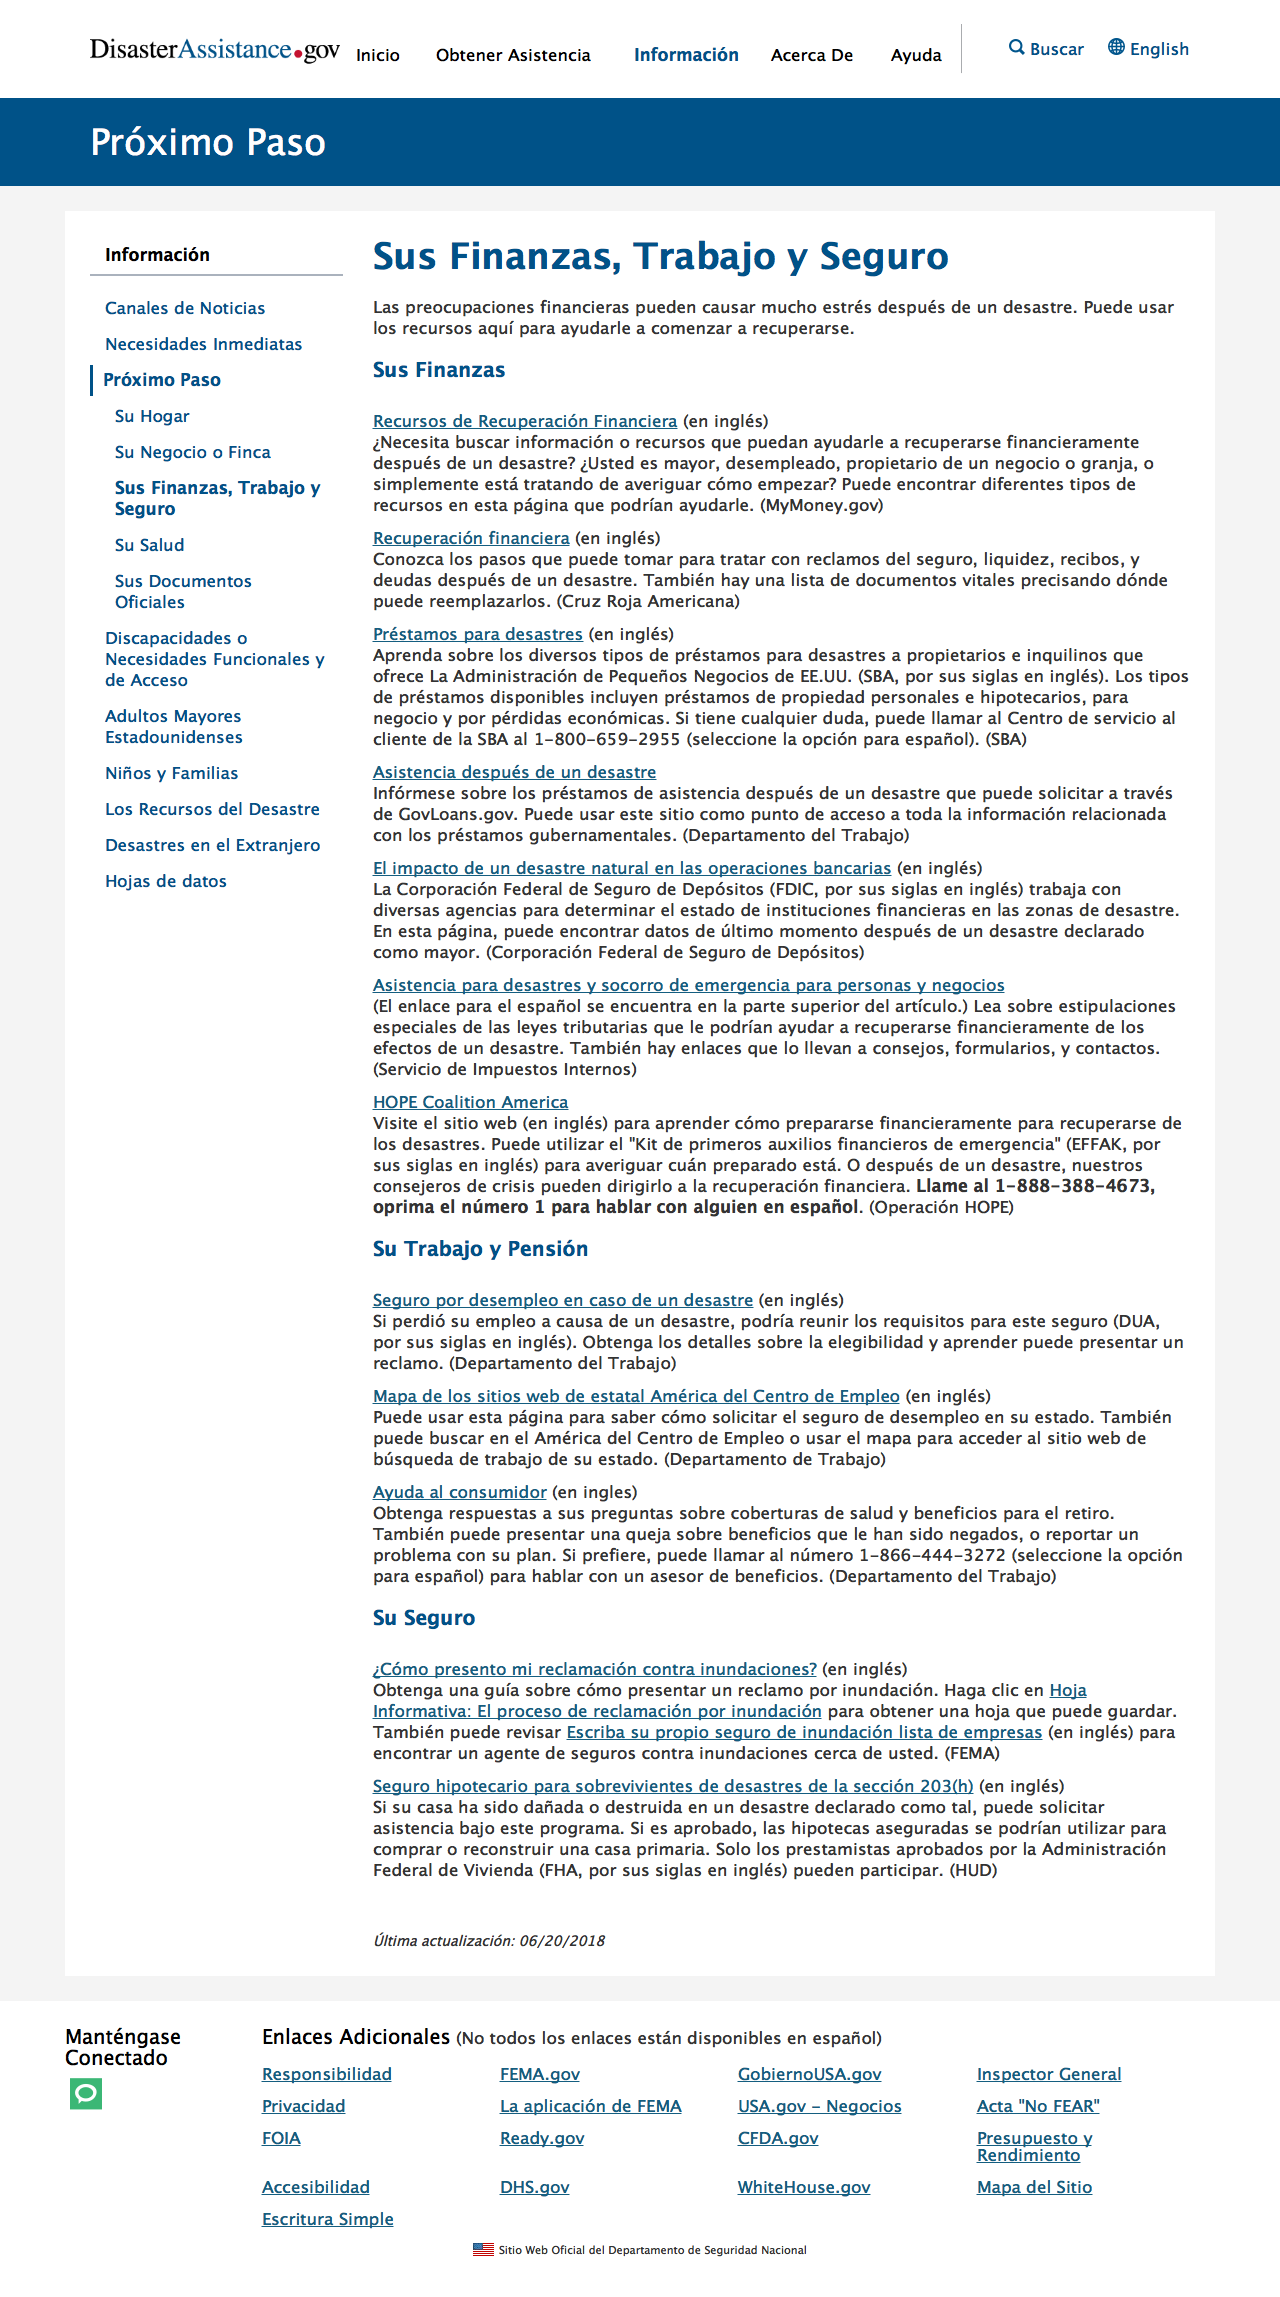 DisasterAssistance.gov
Inicio
Obtener Asistencia
Información
Acerca De
Ayuda
Buscar
English
Próximo Paso
Información
Canales de Noticias
Necesidades Inmediatas
Próximo Paso
Su Hogar
Su Negocio o Finca
Sus Finanzas, Trabajo y
Seguro
Su Salud
Sus Documentos
Oficiales
Discapacidades o
Necesidades Funcionales y
de Acceso
Adultos Mayores
Estadounidenses
Niños y Familias
Los Recursos del Desastre
Desastres en el Extranjero
Hojas de datos
Sus Finanzas, Trabajo y Seguro
Las preocupaciones financieras pueden causar mucho estrés después de un desastre. Puede usar
los recursos aquí para ayudarle a comenzar a recuperarse.
Sus Finanzas
Recursos de Recuperación Financiera (en inglés)
¿Necesita buscar información o recursos que puedan ayudarle a recuperarse financieramente
después de un desastre? ¿Usted es mayor, desempleado, propietario de un negocio o granja, o
simplemente está tratando de averiguar cómo empezar? Puede encontrar diferentes tipos de
recursos en esta página que podrían ayudarle. (MyMoney.gov)
Recuperación financiera (en inglés)
Conozca los pasos que puede tomar para tratar con reclamos del seguro, liquidez, recibos, y
deudas después de un desastre. También hay una lista de documentos vitales precisando dónde
puede reemplazarlos. (Cruz Roja Americana)
Préstamos para desastres (en inglés)
Aprenda sobre los diversos tipos de préstamos para desastres a propietarios e inquilinos que
ofrece La Administración de Pequeños Negocios de EE.UU. (SBA, por sus siglas en inglés). Los tipos
de préstamos disponibles incluyen préstamos de propiedad personales e hipotecarios, para
negocio y por pérdidas económicas. Si tiene cualquier duda, puede llamar al Centro de servicio al
cliente de la SBA al 1-800-659-2955 (seleccione la opción para español). (SBA)
Asistencia después de un desastre
Infórmese sobre los préstamos de asistencia después de un desastre que puede solicitar a través
de GovLoans.gov. Puede usar este sitio como punto de acceso a toda la información relacionada
con los préstamos gubernamentales. (Departamento del Trabajo)
El impacto de un desastre natural en las operaciones bancarias (en inglés)
La Corporación Federal de Seguro de Depósitos (FDIC, por sus siglas en inglés) trabaja con
diversas agencias para determinar el estado de instituciones financieras en las zonas de desastre.
En esta página, puede encontrar datos de último momento después de un desastre declarado
como mayor. (Corporación Federal de Seguro de Depósitos)
Asistencia para desastres y socorro de emergencia para personas y negocios
(El enlace para el español se encuentra en la parte superior del artículo.) Lea sobre estipulaciones
especiales de las leyes tributarias que le podrían ayudar a recuperarse financieramente de los
efectos de un desastre. También hay enlaces que lo llevan a consejos, formularios, y contactos.
(Servicio de Impuestos Internos)
HOPE Coalition America
Visite el sitio web (en inglés) para aprender cómo prepararse financieramente para recuperarse de
los desastres. Puede utilizar el "Kit de primeros auxilios financieros de emergencia" (EFFAK, por
sus siglas en inglés) para averiguar cuán preparado está. O después de un desastre, nuestros
consejeros de crisis pueden dirigirlo a la recuperación financiera. Llame al 1-888-388-4673,
oprima el número 1 para hablar con alguien en español. (Operación HOPE)
Su Trabajo y Pensión
Seguro por desempleo en caso de un desastre (en inglés)
Si perdió su empleo a causa de un desastre, podría reunir los requisitos para este seguro (DUA,
por sus siglas en inglés). Obtenga los detalles sobre la elegibilidad y aprender puede presentar un
reclamo. (Departamento del Trabajo)
Mapa de los sitios web de estatal América del Centro de Empleo (en inglés)
Puede usar esta página para saber cómo solicitar el seguro de desempleo en su estado. También
puede buscar en el América del Centro de Empleo o usar el mapa para acceder al sitio web de
búsqueda de trabajo de su estado. (Departamento de Trabajo)
Ayuda al consumidor (en ingles)
Obtenga respuestas a sus preguntas sobre coberturas de salud y beneficios para el retiro.
También puede presentar una queja sobre beneficios que le han sido negados, o reportar un
problema con su plan. Si prefiere, puede llamar al número 1-866-444-3272 (seleccione la opción
para español) para hablar con un asesor de beneficios. (Departamento del Trabajo)
Su Seguro
¿Cómo presento mi reclamación contra inundaciones? (en inglés)
Obtenga una guía sobre cómo presentar un reclamo por inundación. Haga clic en Hoja
Informativa: El proceso de reclamación por inundación para obtener una hoja que puede guardar.
También puede revisar Escriba su propio seguro de inundación lista de empresas (en inglés) para
encontrar un agente de seguros contra inundaciones cerca de usted. (FEMA)
Seguro hipotecario para sobrevivientes de desastres de la sección 203(h) (en inglés)
Si su casa ha sido dañada o destruida en un desastre declarado como tal, puede solicitar
asistencia bajo este programa. Si es aprobado, las hipotecas aseguradas se podrían utilizar para
comprar o reconstruir una casa primaria. Solo los prestamistas aprobados por la Administración
Federal de Vivienda (FHA, por sus siglas en inglés) pueden participar. (HUD)
Última actualización: 06/20/2018
Manténgase
Conectado
Enlaces Adicionales (No todos los enlaces están disponibles en español)
Responsibilidad
FEMA.gov
GobiernoUSA.gov
Inspector General
Privacidad
La aplicación de FEMA
USA.gov - Negocios
Acta "No FEAR"
FOIA
Ready.gov
CFDA.gov
Presupuesto y
Rendimiento
Accesibilidad
DHS.gov
WhiteHouse.gov
Mapa del Sitio
Escritura Simple
Sitio Web Oficial del Departamento de Seguridad Nacional